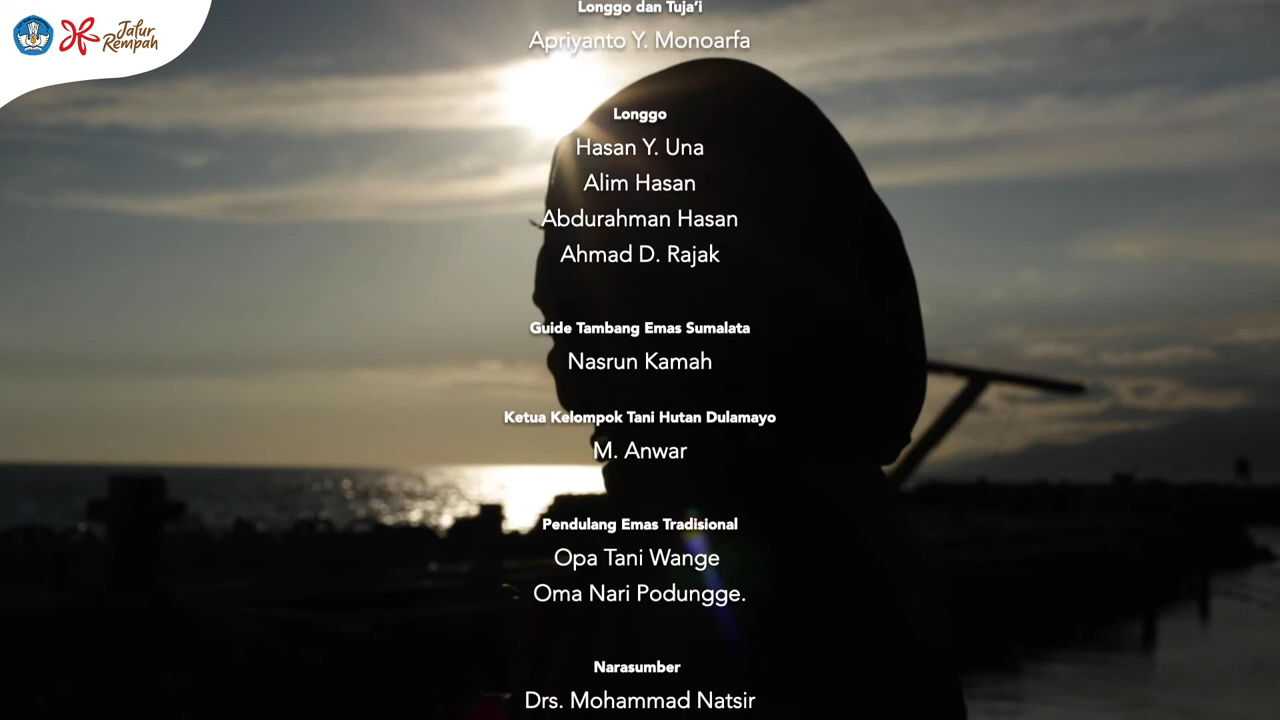 Jalur
Rempah
Longgo dan Tuja'i
Apriyanto Y. Monoarfa
Longgo
Hasan Y. Una
Alim Hasan
Abdurahman Hasan
Ahmad D. Rajak
Guide Tambang Emas Sumalata
Nasrun Kamah
Ketua Kelompok Tani Hutan Dulamayo
M. Anwar
Pendulang Emas Tradisional
Opa Tani Wange
Oma Nari Podungge.
Narasumber
Drs. Mohammad Natsir